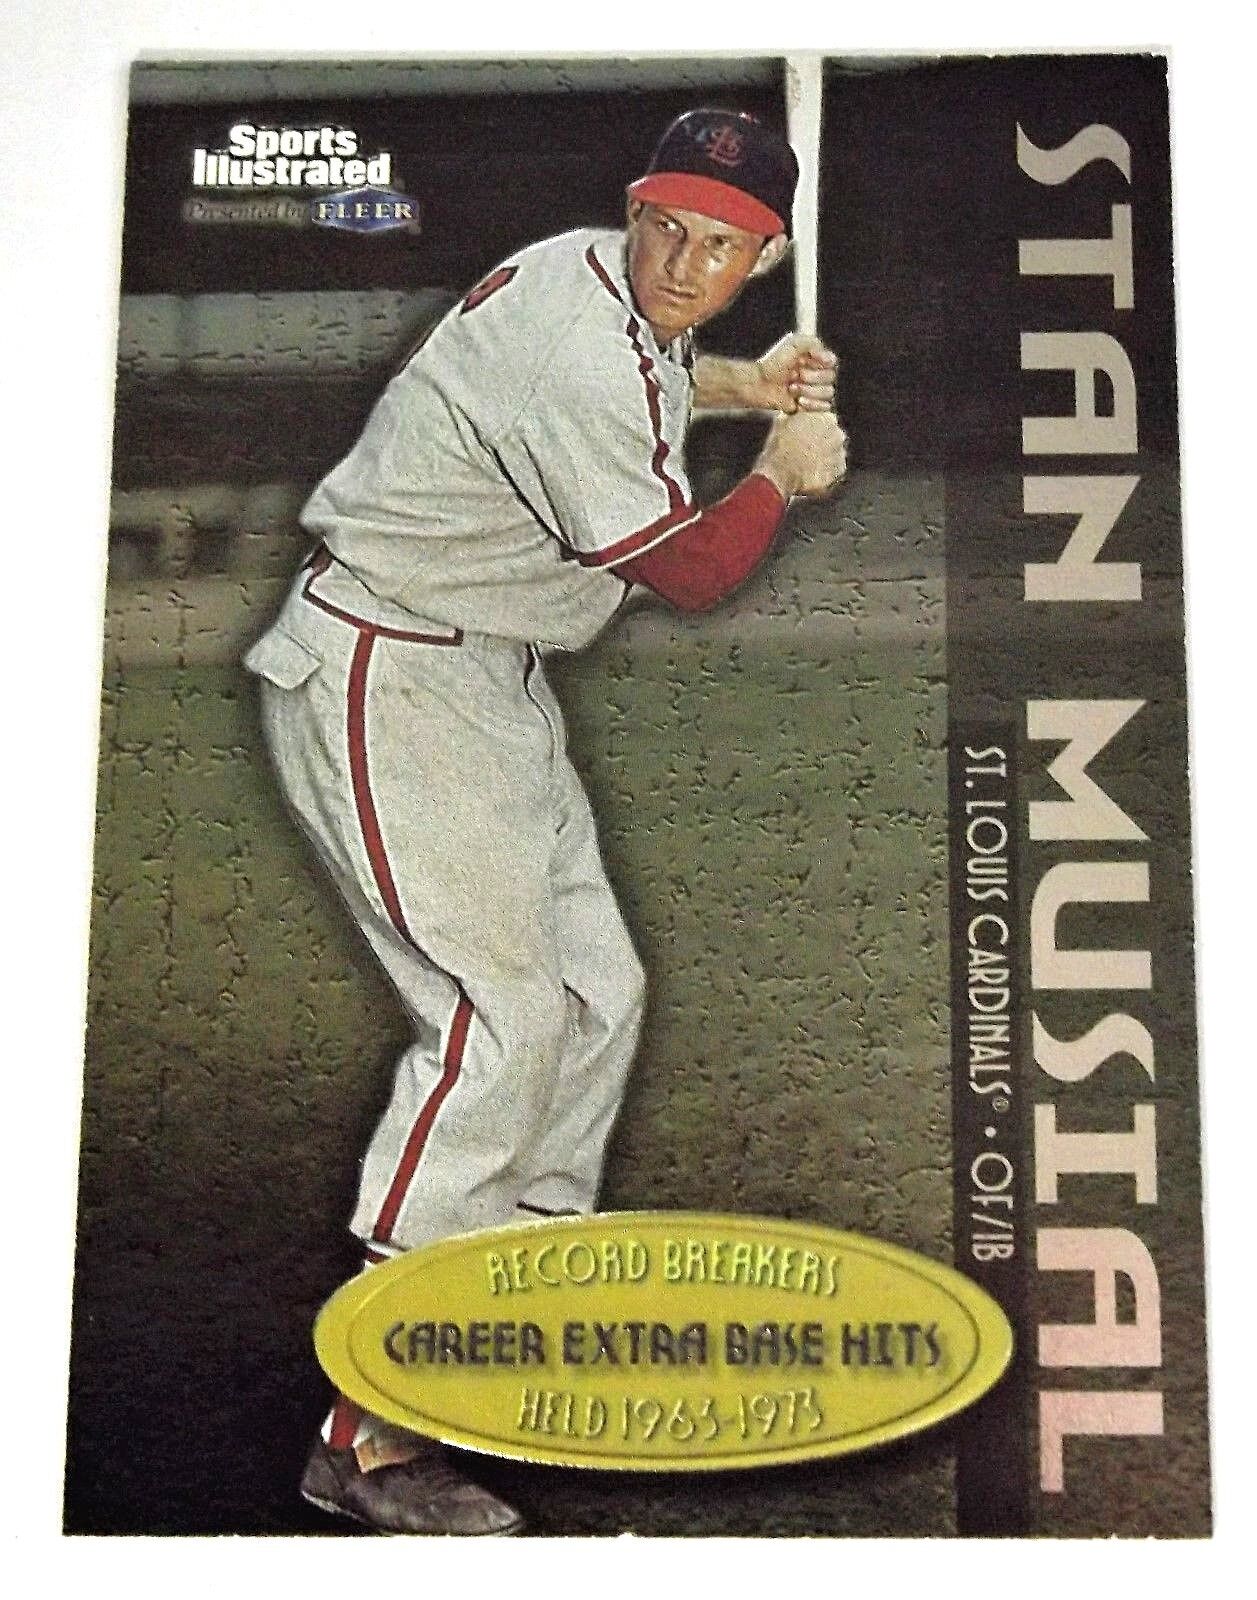 Sports
Illustrated
Presented by FLEER
STAN MUSIAL
ST. LOUIS CARDINALS® • OF/1B
RECORD BREAKERS
CAREER EXTRA BASE HITS
HELD 1963-1973